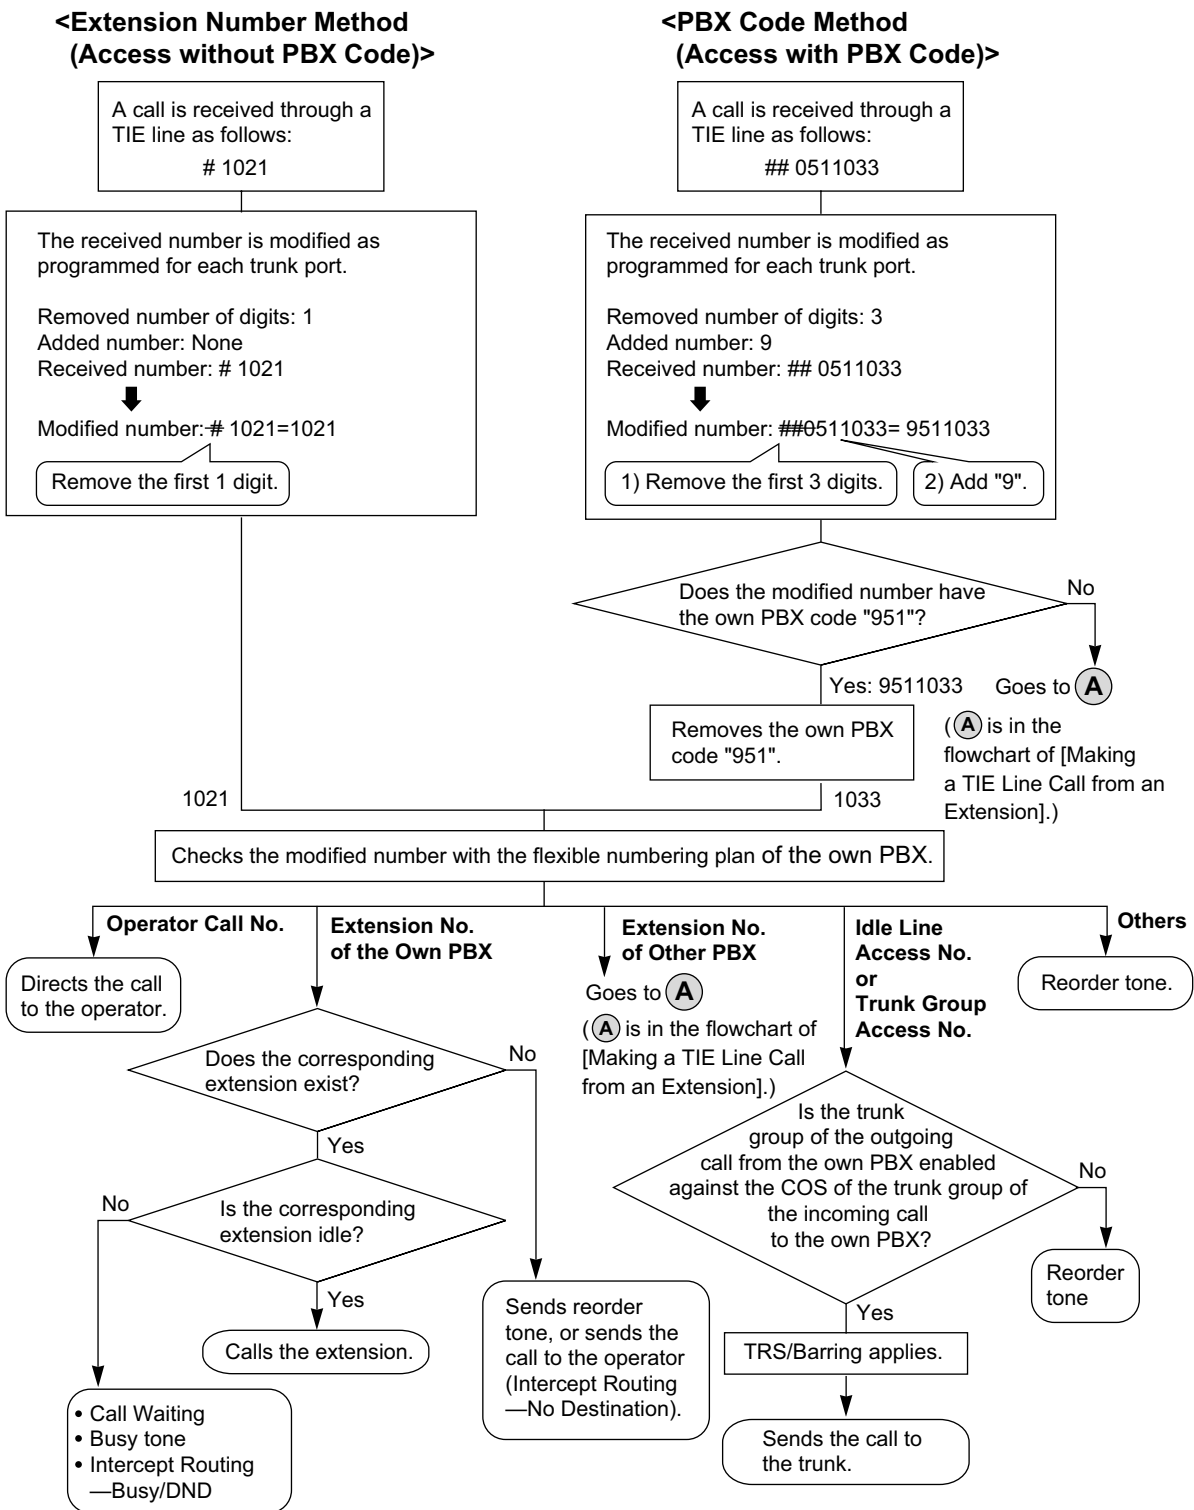 <Extension Number Method
(Access without PBX Code)>
A call is received through a
TIE line as follows:
# 1021
The received number is modified as
programmed for each trunk port.
Removed number of digits: 1
Added number: None
Received number: # 1021
Modified number: # 1021=1021
Remove the first 1 digit.
<PBX Code Method
(Access with PBX Code)>
A call is received through a
TIE line as follows:
## 0511033
The received number is modified as
programmed for each trunk port.
Removed number of digits: 3
Added number: 9
Received number: ## 0511033
Modified number: ##0511033= 9511033
1) Remove the first 3 digits.
2) Add "9".
Does the modified number have
the own PBX code "951"?
No
Goes to A
(A is in the
flowchart of [Making
a TIE Line Call from an
Extension].)
Yes: 9511033
Removes the own PBX
code "951".
1021
1033
Checks the modified number with the flexible numbering plan of the own PBX.
Operator Call No.
Directs the call
to the operator.
Extension No.
of the Own PBX
Does the corresponding
extension exist?
No
Yes
Is the corresponding
extension idle?
No
Yes
Calls the extension.
• Call Waiting
• Busy tone
• Intercept Routing
—Busy/DND
Sends reorder
tone, or sends the
call to the operator
(Intercept Routing
—No Destination).
Extension No.
of Other PBX
Goes to A
(A is in the flowchart of
[Making a TIE Line Call
from an Extension].)
Idle Line
Access No.
or
Trunk Group
Access No.
Is the trunk
group of the outgoing
call from the own PBX enabled
against the COS of the trunk group of
the incoming call
to the own PBX?
No
Reorder
tone
Yes
TRS/Barring applies.
Sends the call to
the trunk.
Others
Reorder tone.